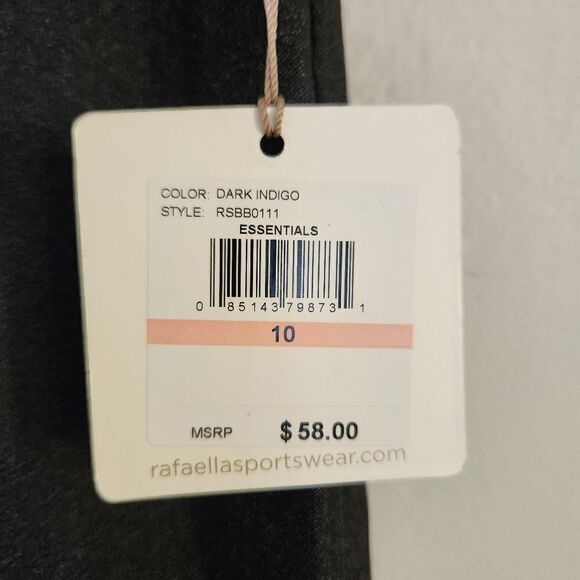 COLOR: DARK INDIGO
STYLE: RSBB0111
ESSENTIALS
0 85143 79873 1
10
MSRP $58.00
rafaellasportswear.com